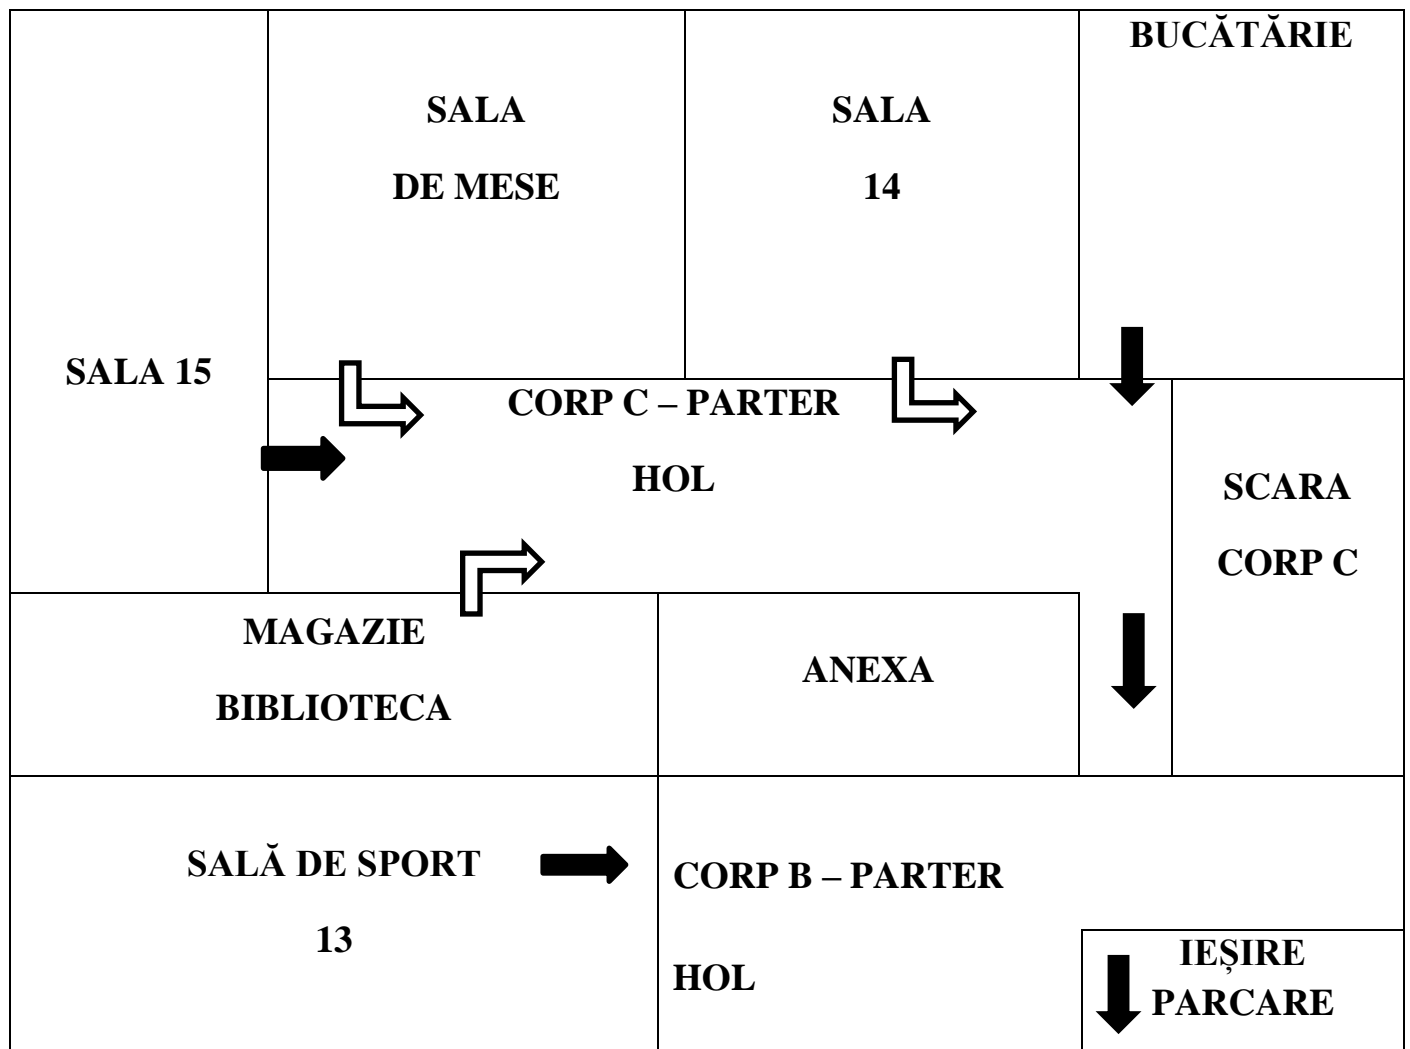 BUCĂTĂRIE
SALA
DE MESE
SALA
14
SALA 15
CORP C – PARTER
HOL
SCARA
CORP C
MAGAZIE
BIBLIOTECA
ANEXA
SALĂ DE SPORT
13
CORP B – PARTER
HOL
IEȘIRE
PARCARE